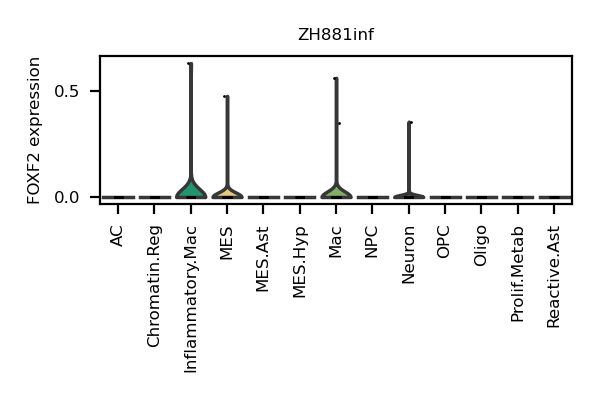 ZH881inf
FOXF2 expression
0.5
0.0
AC
Chromatin.Reg
Inflammatory.Mac
MES
MES.Ast
MES.Hyp
Mac
NPC
Neuron
OPC
Oligo
Prolif.Metab
Reactive.Ast